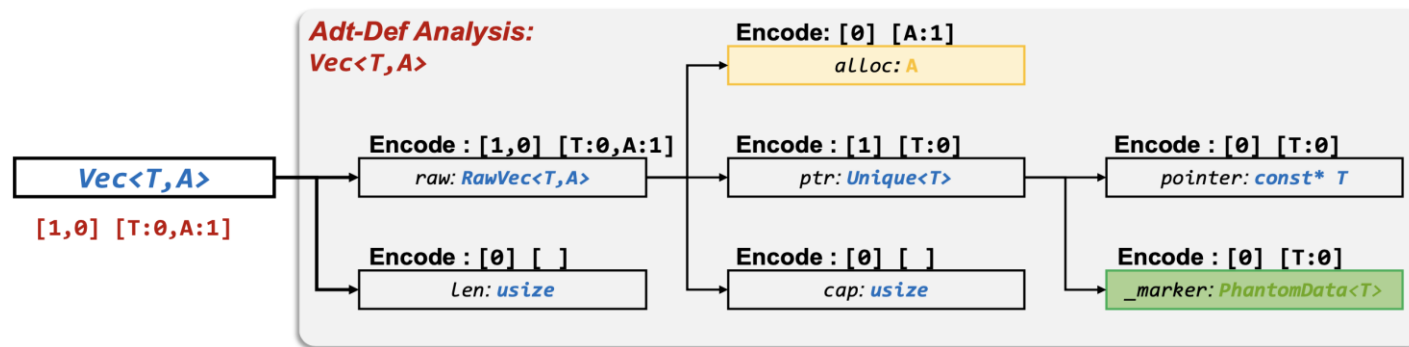 Adt-Def Analysis:
Vec<T,A>
Encode: [0] [A:1]
alloc: A
Encode : [1,0] [T:0,A:1]
Encode : [1] [T:0]
Encode : [0] [T:0]
Vec<T,A>
raw: RawVec<T,A>
ptr: Unique<T>
pointer: const* T
[1,0] [T:0,A:1]
Encode : [0] [ ]
Encode : [0] [ ]
Encode : [0] [T:0]
len: usize
cap: usize
_marker: PhantomData<T>